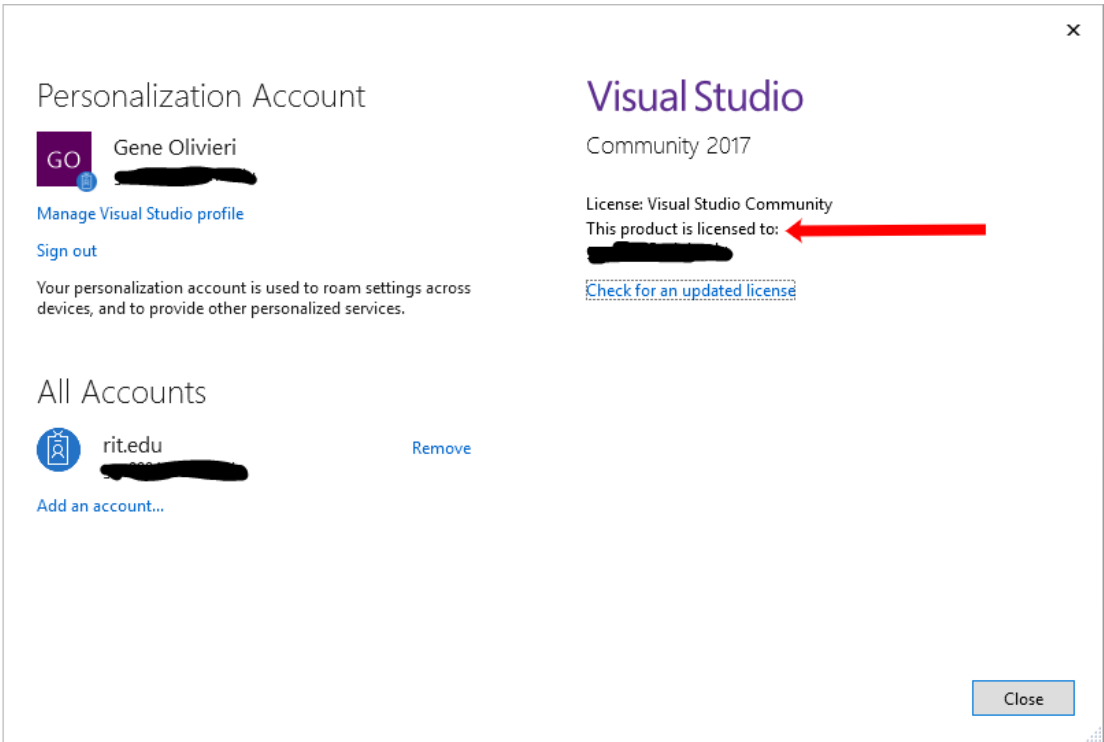 Personalization Account
GO
Gene Olivieri
Manage Visual Studio profile
Sign out
Your personalization account is used to roam settings across
devices, and to provide other personalized services.
All Accounts
rit.edu
Remove
Add an account...
Visual Studio
Community 2017
License: Visual Studio Community
This product is licensed to:
Check for an updated license
Close